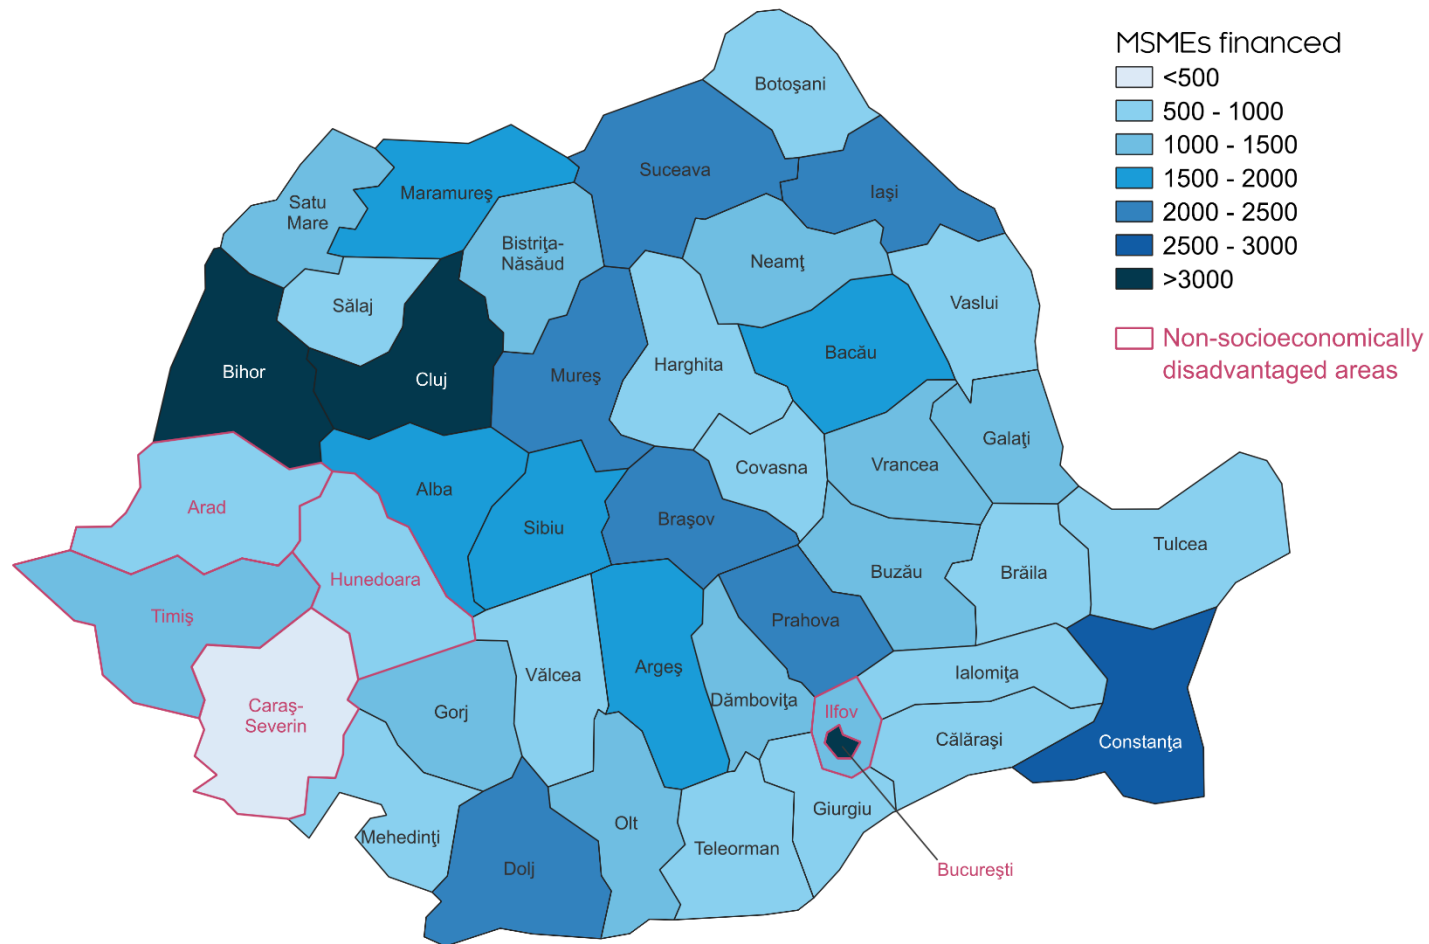 MSMEs financed
<500
500 - 1000
1000 - 1500
1500 - 2000
2000 - 2500
2500 - 3000
>3000
Non-socioeconomically
disadvantaged areas
Botoşani
Suceava
Iaşi
Maramureş
Satu
Mare
Bistriţa-
Năsăud
Neamţ
Sălaj
Vaslui
Bacău
Harghita
Bihor
Cluj
Mureş
Galaţi
Vrancea
Covasna
Alba
Arad
Sibiu
Braşov
Tulcea
Buzău
Brăila
Hunedoara
Timiş
Prahova
Vălcea
Argeş
Ialomiţa
Dămboviţa
Caraş-
Severin
Gorj
Ilfov
Călăraşi
Constanţa
Giurgiu
Olt
Mehedinţi
Teleorman
Dolj
Bucureşti